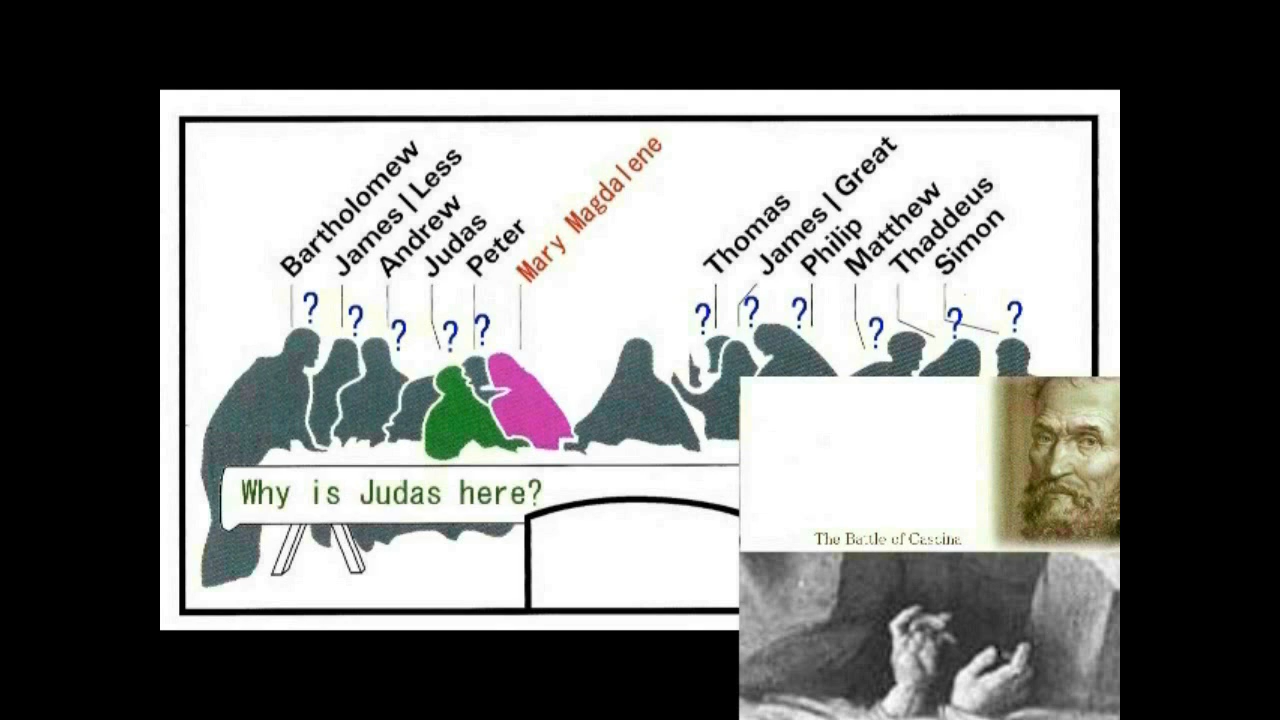 Bartholomew
James | Less
Andrew
Judas
Peter
Mary Magdalene
Thomas
James | Great
Philip
Matthew
Thaddeus
Simon
?
?
?
?
?
?
?
?
?
?
?
Why is Judas here?
The Battle of Cascina